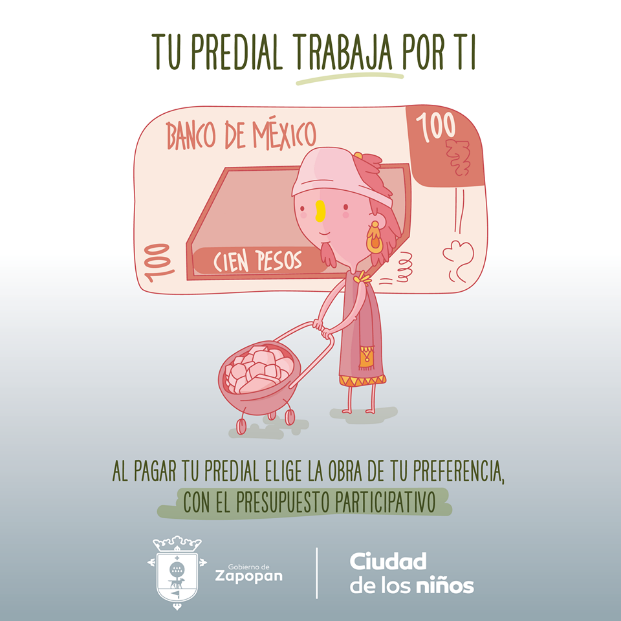 TU PREDIAL TRABAJA POR TI
BANCO DE MÉXICO
100
100
CIEN PESOS
AL PAGAR TU PREDIAL ELIGE LA OBRA DE TU PREFERENCIA,
CON EL PRESUPUESTO PARTICIPATIVO
Gobierno de
Zapopan
Ciudad
de los niños